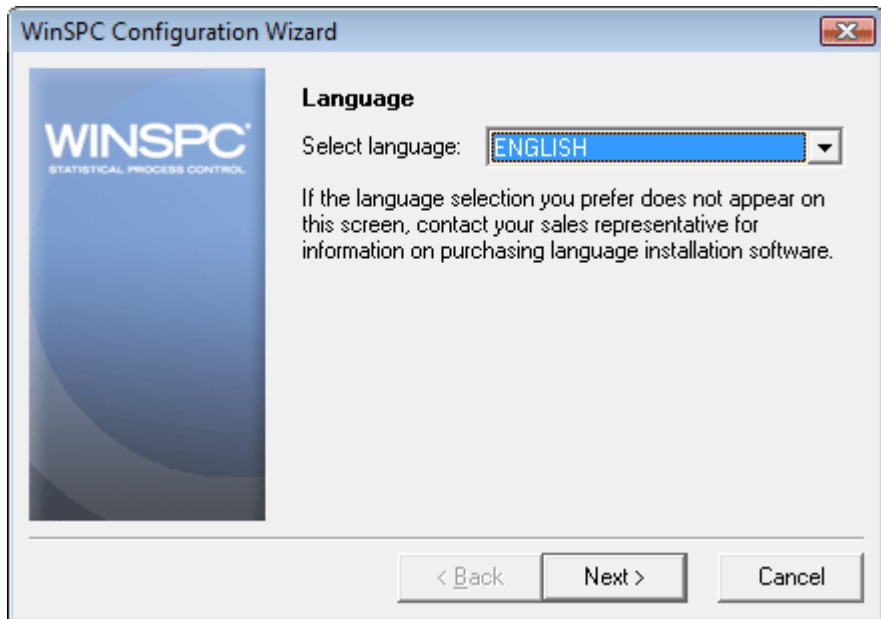 WinSPC Configuration Wizard
WINSPC®
STATISTICAL PROCESS CONTROL
Language
Select language: ENGLISH
If the language selection you prefer does not appear on
this screen, contact your sales representative for
information on purchasing language installation software.
< Back Next > Cancel